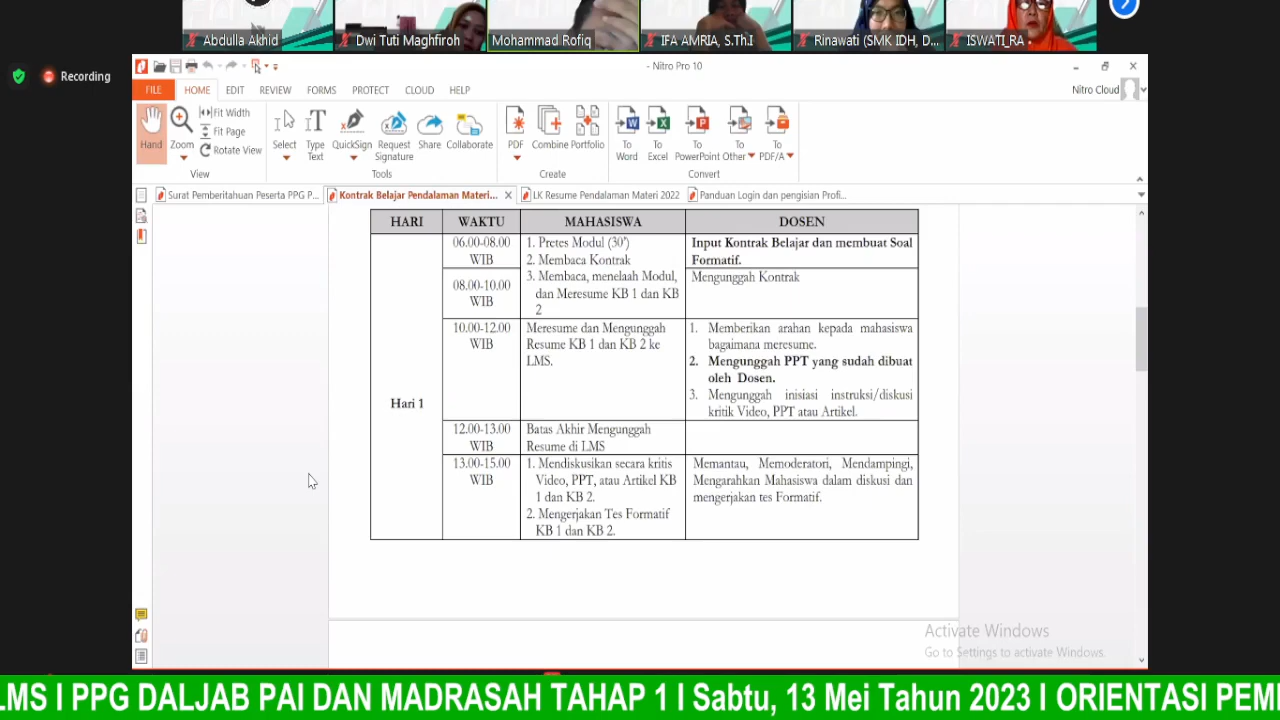 Abdulla Akhid
Dwi Tuti Maghfiroh
Mohammad Rofiq
IFA AMRIA, S.Th.I
Rinawati (SMK IDH, D...
ISWATI_RA
Recording
- Nitro Pro 10
FILE HOME EDIT REVIEW FORMS PROTECT CLOUD HELP
Nitro Cloud
Hand
Zoom
Fit Width
Fit Page
Rotate View
View
Select
Type
Text
QuickSign
Request
Signature
Share
Collaborate
Tools
PDF
Combine
Portfolio
Create
To
Word
To
Excel
To
PowerPoint
To
Other
To
PDF/A
Convert
Surat Pemberitahuan Peserta PPG P...
Kontrak Belajar Pendalaman Materi...
LK Resume Pendalaman Materi 2022
Panduan Login dan pengisian Profi...
HARI WAKTU MAHASISWA DOSEN
Hari 1
06.00-08.00
WIB
1. Pretes Modul (30')
2. Membaca Kontrak
Input Kontrak Belajar dan membuat Soal
Formatif.
08.00-10.00
WIB
3. Membaca, menelaah Modul,
dan Meresume KB 1 dan KB
2
Mengunggah Kontrak
10.00-12.00
WIB
Meresume dan Mengunggah
Resume KB 1 dan KB 2 ke
LMS.
1. Memberikan arahan kepada mahasiswa
bagaimana meresume.
2. Mengunggah PPT yang sudah dibuat
oleh Dosen.
3. Mengunggah inisiasi instruksi/diskusi
kritik Video, PPT atau Artikel.
12.00-13.00
WIB
Batas Akhir Mengunggah
Resume di LMS
13.00-15.00
WIB
1. Mendiskusikan secara kritis
Video, PPT, atau Artikel KB
1 dan KB 2.
2. Mengerjakan Tes Formatif
KB 1 dan KB 2.
Memantau, Memoderatori, Mendampingi,
Mengarahkan Mahasiswa dalam diskusi dan
mengerjakan tes Formatif.
Activate Windows
Go to Settings to activate Windows.
LMS I PPG DALJAB PAI DAN MADRASAH TAHAP 1 I Sabtu, 13 Mei Tahun 2023 I ORIENTASI PEM